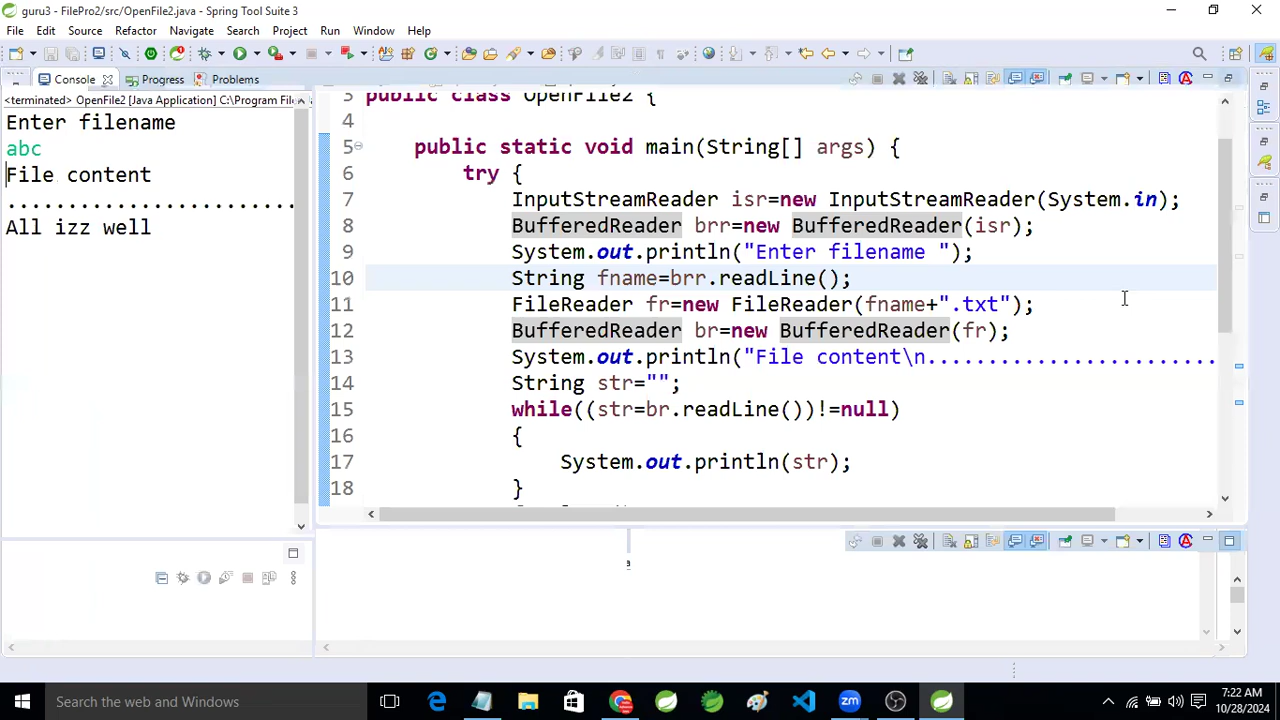 guru3 - FilePro2/src/OpenFile2.java - Spring Tool Suite 3
File Edit Source Refactor Navigate Search Project Run Window Help
Console Progress Problems
<terminated> OpenFile2 [Java Application] C:\Program File
Enter filename
abc
File content
........................
All izz well
3 public class OpenFile2 {
4
5 public static void main(String[] args) {
6 try {
7 InputStreamReader isr=new InputStreamReader(System.in);
8 BufferedReader brr=new BufferedReader(isr);
9 System.out.println("Enter filename ");
10 String fname=brr.readLine();
11 FileReader fr=new FileReader(fname+".txt");
12 BufferedReader br=new BufferedReader(fr);
13 System.out.println("File content\n........................
14 String str="";
15 while((str=br.readLine())!=null)
16 {
17 System.out.println(str);
18 }
Search the web and Windows
zm
7:22 AM
10/28/2024